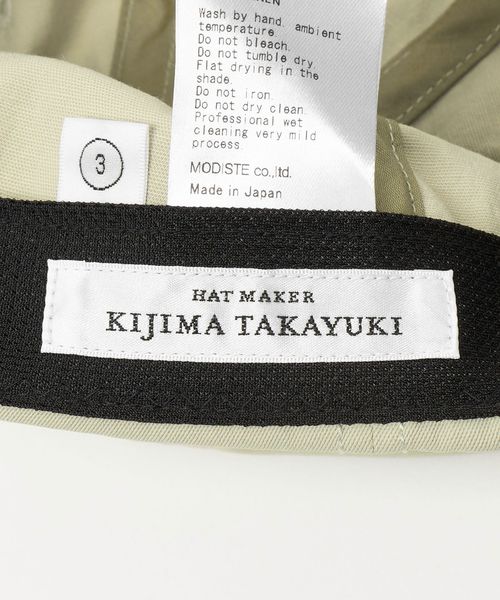 Wash by hand, ambient
temperature.
Do not bleach.
Do not tumble dry.
Flat drying in the
shade.
Do not iron.
Do not dry clean.
Professional wet
cleaning very mild
process.
MODISTE co.,ltd.
Made in Japan
3
HAT MAKER
KIJIMA TAKAYUKI